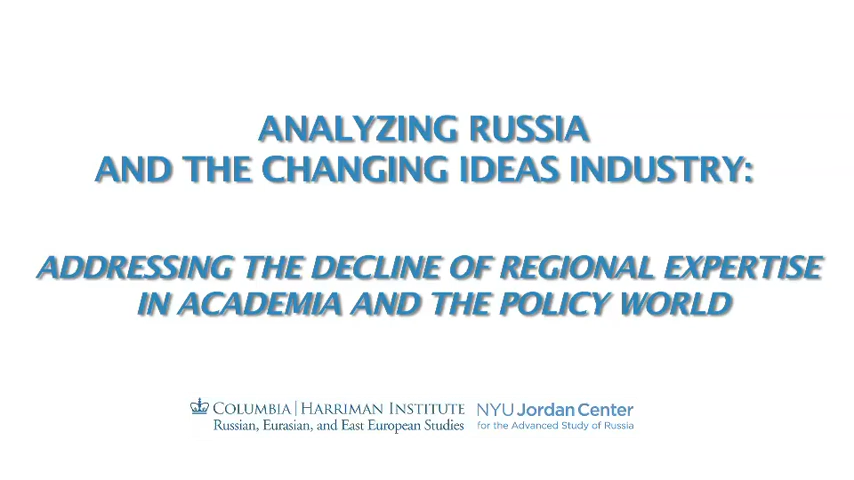 ANALYZING RUSSIA
AND THE CHANGING IDEAS INDUSTRY:
ADDRESSING THE DECLINE OF REGIONAL EXPERTISE
IN ACADEMIA AND THE POLICY WORLD
COLUMBIA | HARRIMAN INSTITUTE
Russian, Eurasian, and East European Studies
NYU Jordan Center
for the Advanced Study of Russia